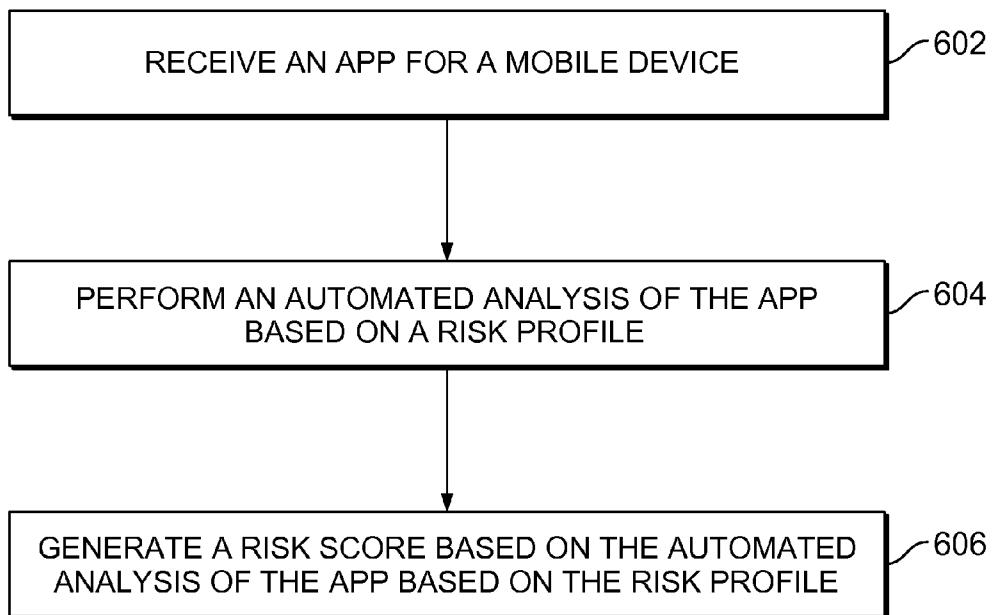 RECEIVE AN APP FOR A MOBILE DEVICE
602
PERFORM AN AUTOMATED ANALYSIS OF THE APP
BASED ON A RISK PROFILE
604
GENERATE A RISK SCORE BASED ON THE AUTOMATED
ANALYSIS OF THE APP BASED ON THE RISK PROFILE
606